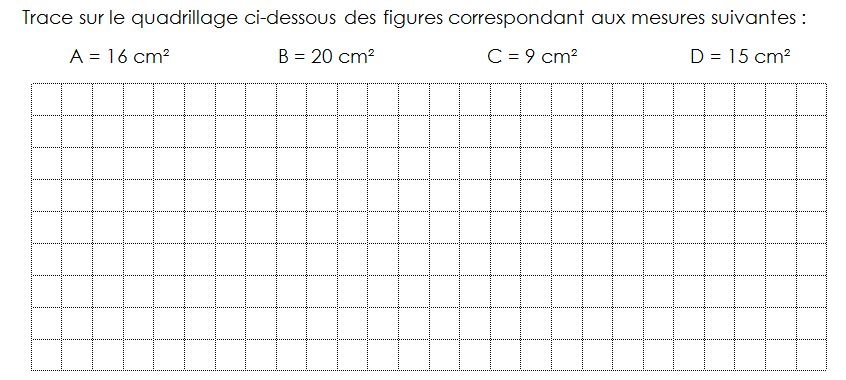 Trace sur le quadrillage ci-dessous des figures correspondant aux mesures suivantes :
A = 16 cm² B = 20 cm² C = 9 cm² D = 15 cm²